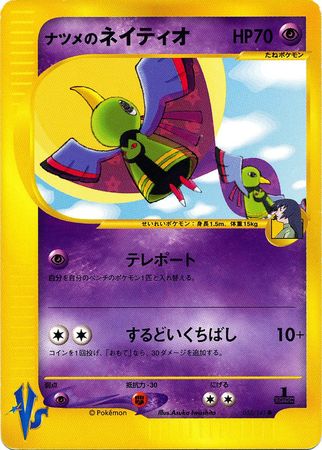 ナツメのネイティオ HP70
たねポケモン
せいれいポケモン：身長1.5m、体重15kg
テレポート
自分を自分のベンチのポケモン1匹と入れ替える。
するどいくちばし 10+
コインを1回投げ、「おもて」なら、30ダメージを追加する。
弱点 抵抗力 -30 にげる
©Pokémon Illus.Asuka Iwashita
1
EDITION
VS